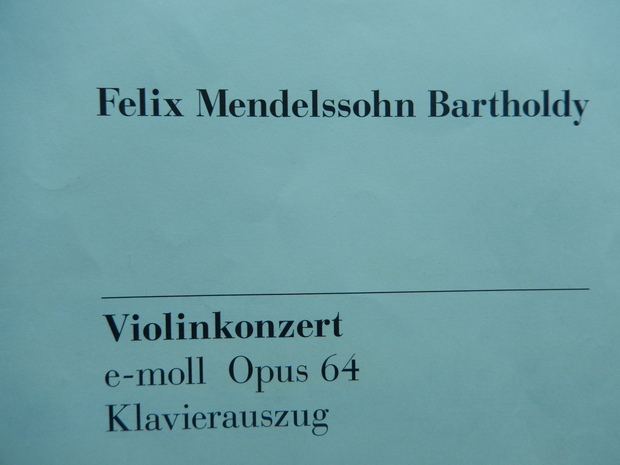 Felix Mendelssohn Bartholdy
Violinkonzert
e-moll Opus 64
Klavierauszug